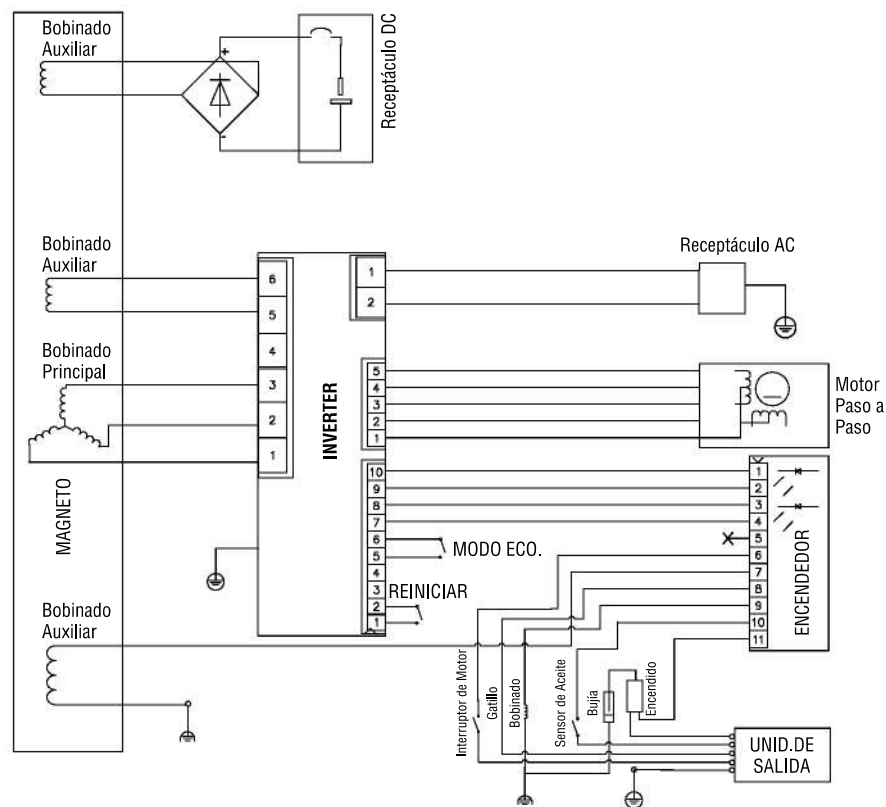 Bobinado
Auxiliar
+
-
Receptáculo DC
Bobinado
Auxiliar
6
5
4
3
2
1
Bobinado
Principal
MAGNETO
INVERTER
1
2
Receptáculo AC
5
4
3
2
1
Motor
Paso a
Paso
10
9
8
7
6
5
4
3
2
1
MODO ECO.
REINICIAR
1
2
3
4
5
6
7
8
9
10
11
ENCENDEDOR
Bobinado
Auxiliar
Interruptor de Motor
Gatillo
Bobinado
Sensor de Aceite
Bujía
Encendido
UNID.DE
SALIDA